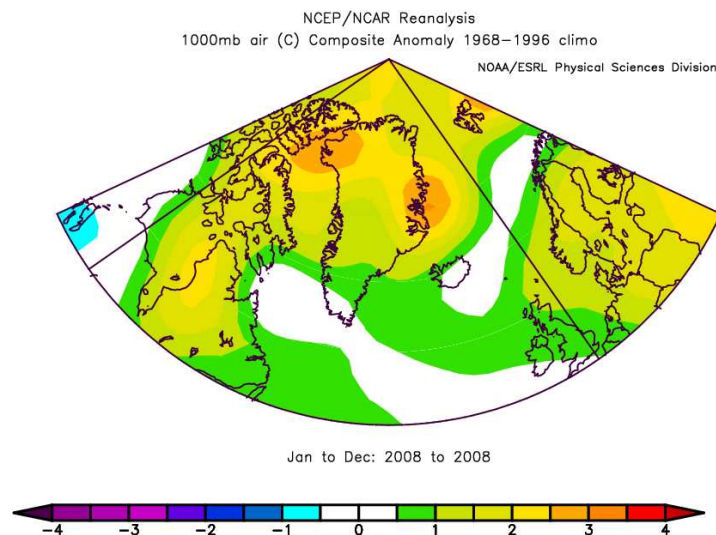 NCEP/NCAR Reanalysis
1000mb air (C) Composite Anomaly 1968-1996 climo
NOAA/ESRL Physical Sciences Division
Jan to Dec: 2008 to 2008
-4 -3 -2 -1 0 1 2 3 4